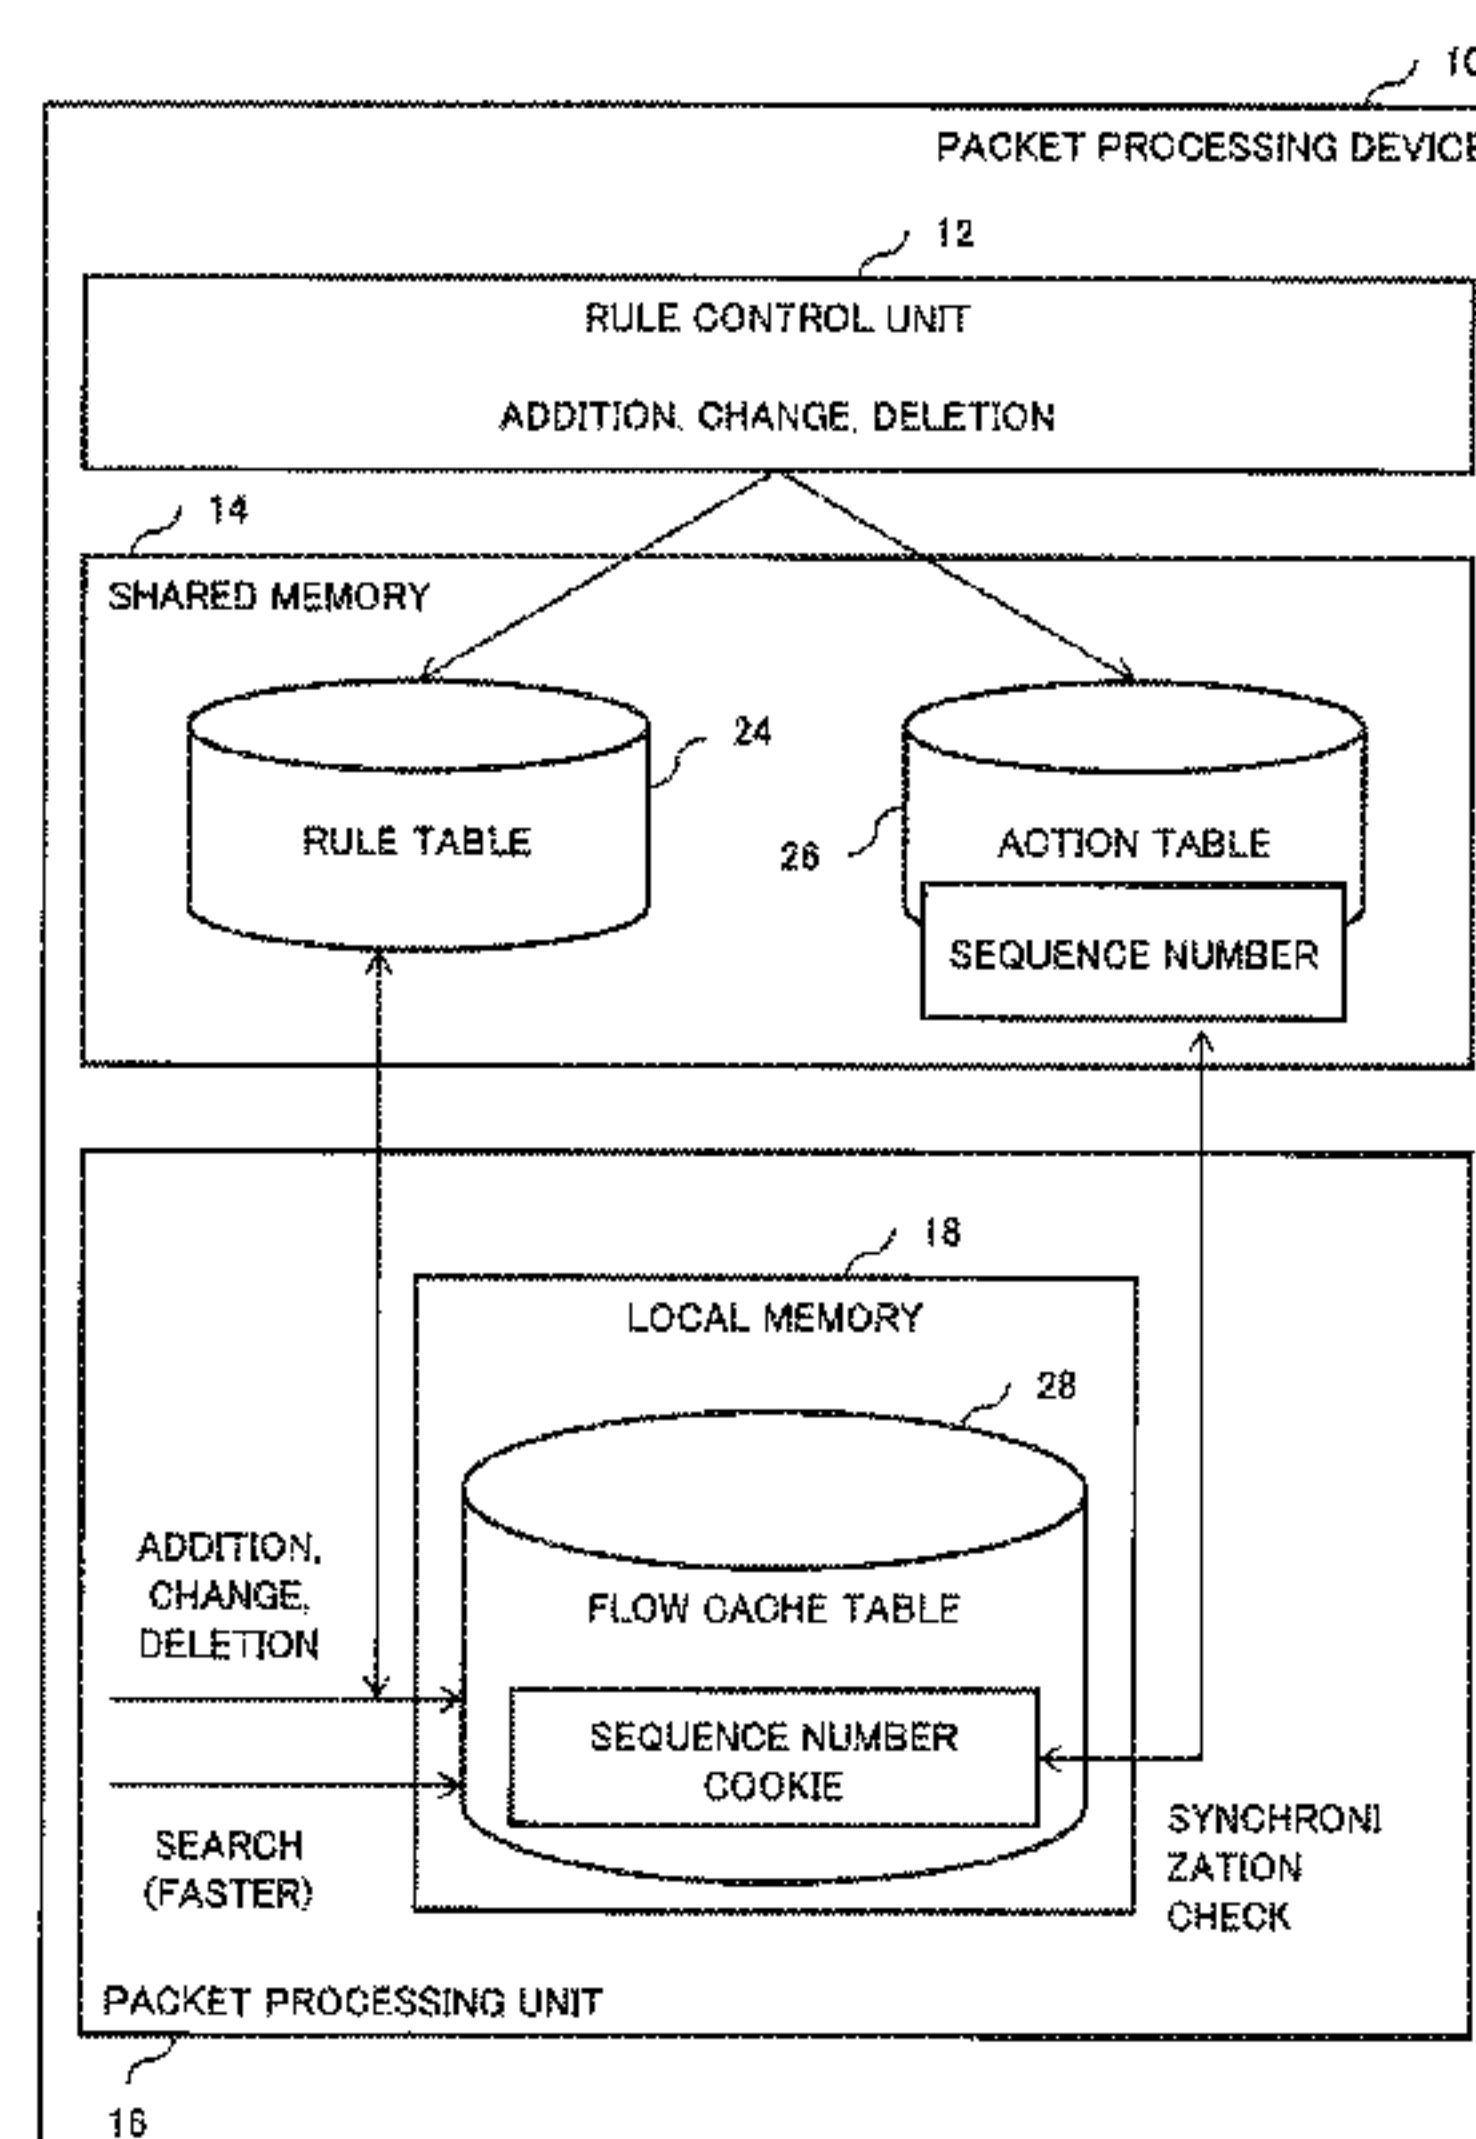 10
PACKET PROCESSING DEVICE
12
RULE CONTROL UNIT
ADDITION, CHANGE, DELETION
14
SHARED MEMORY
24
RULE TABLE
26
ACTION TABLE
SEQUENCE NUMBER
18
LOCAL MEMORY
28
ADDITION,
CHANGE,
DELETION
FLOW CACHE TABLE
SEQUENCE NUMBER
COOKIE
SEARCH
(FASTER)
SYNCHRONI
ZATION
CHECK
PACKET PROCESSING UNIT
16